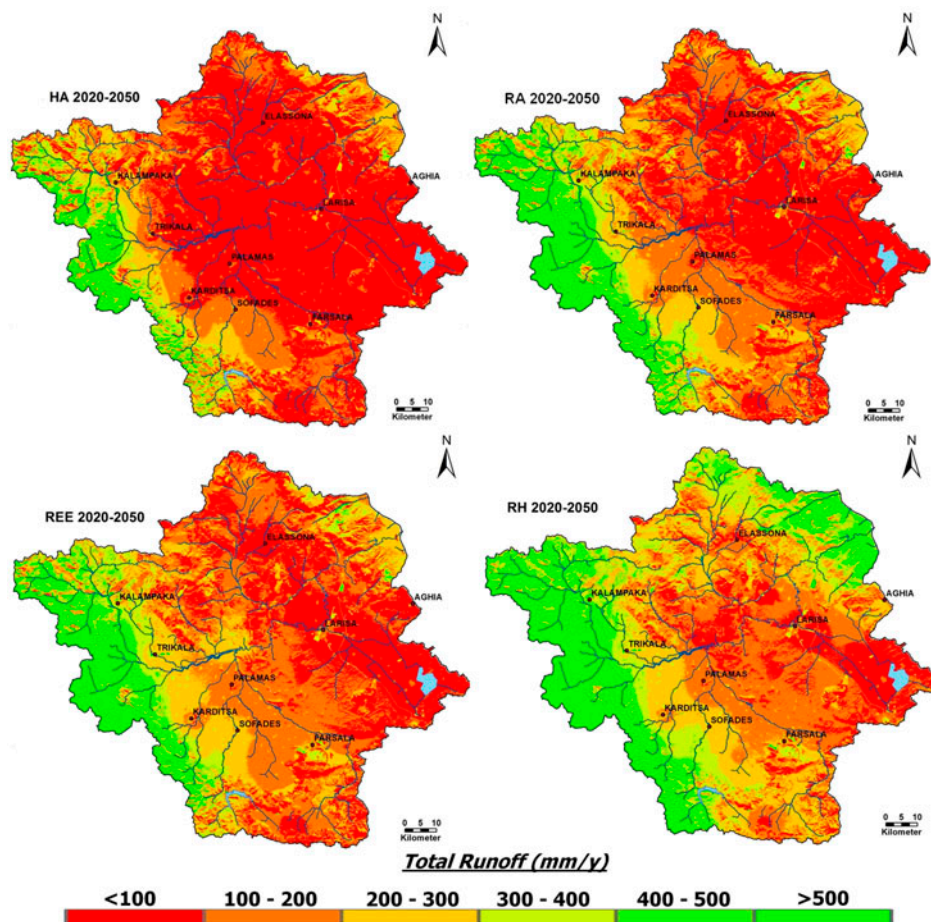 N
N
HA 2020-2050
RA 2020-2050
ELASSONA
ELASSONA
KALAMPAKA
AGHIA
KALAMPAKA
AGHIA
LARISA
LARISA
TRIKALA
TRIKALA
PALAMAS
PALAMAS
KARDITSA
SOFADES
KARDITSA
SOFADES
FARSALA
FARSALA
0 5 10
Kilometer
0 5 10
Kilometer
N
N
REE 2020-2050
RH 2020-2050
ELASSONA
ELASSONA
KALAMPAKA
AGHIA
KALAMPAKA
AGHIA
LARISA
LARISA
TRIKALA
TRIKALA
PALAMAS
PALAMAS
KARDITSA
SOFADES
KARDITSA
SOFADES
FARSALA
FARSALA
0 5 10
Kilometer
0 5 10
Kilometer
Total Runoff (mm/y)
<100 100 - 200 200 - 300 300 - 400 400 - 500 >500